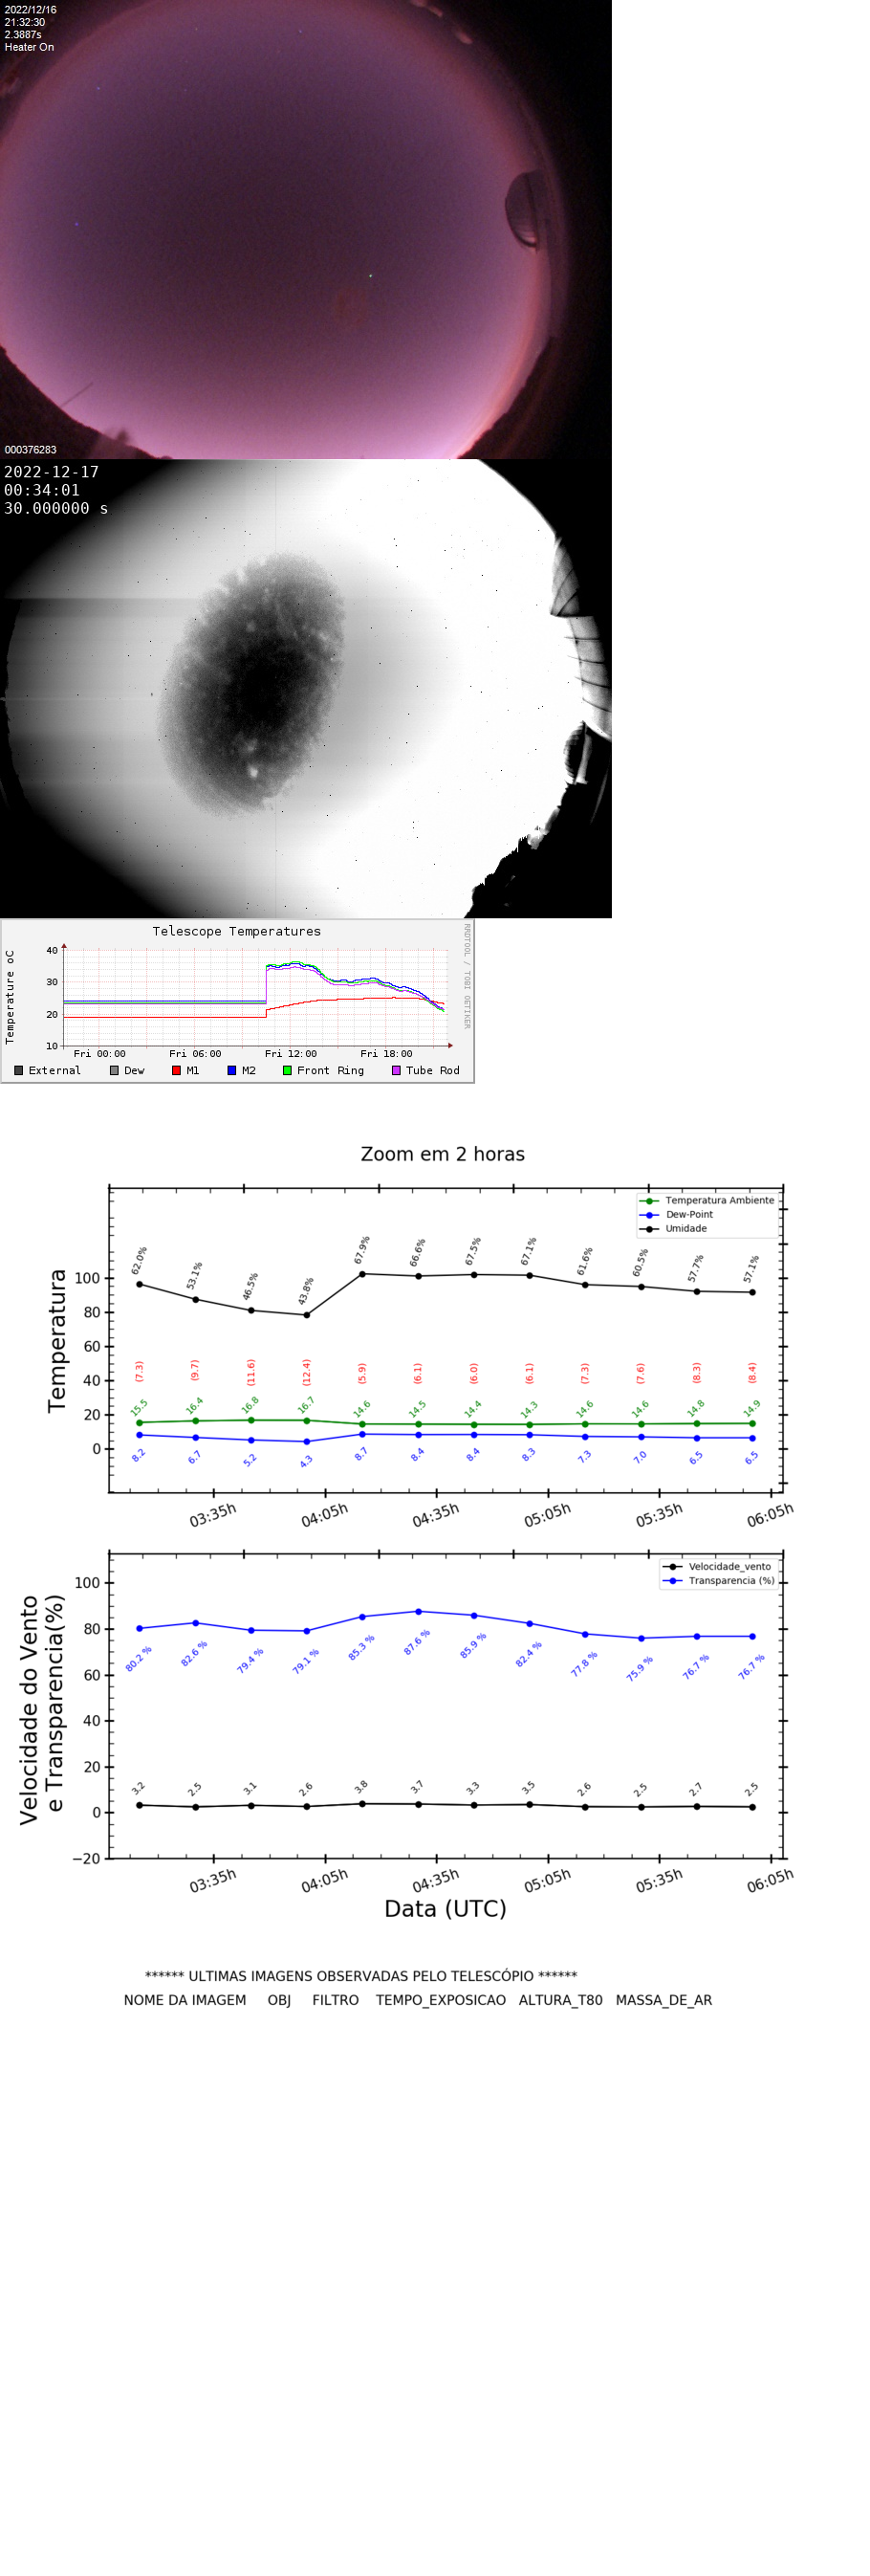 2022/12/16
21:32:30
2.3887s
Heater On
000376283
2022-12-17
00:34:01
30.000000 s
Telescope Temperatures
RRDTOOL / TOBI OETIKER
Temperature oC
40
30
20
10
Fri 00:00 Fri 06:00 Fri 12:00 Fri 18:00
External Dew M1 M2 Front Ring Tube Rod
Zoom em 2 horas
Temperatura Ambiente
Dew-Point
Umidade
Temperatura
100
80
60
40
20
0
62.0% 53.1% 46.5% 43.8% 67.9% 66.6% 67.5% 67.1% 61.6% 60.5% 57.7% 57.1%
(7.3) (9.7) (11.6) (12.4) (5.9) (6.1) (6.0) (6.1) (7.3) (7.6) (8.3) (8.4)
15.5 16.4 16.8 16.7 14.6 14.5 14.4 14.3 14.6 14.6 14.8 14.9
8.2 6.7 5.2 4.3 8.7 8.4 8.4 8.3 7.3 7.0 6.5 6.5
03:35h 04:05h 04:35h 05:05h 05:35h 06:05h
Velocidade_vento
Transparencia (%)
Velocidade do Vento
e Transparencia(%)
100
80
60
40
20
0
−20
80.2 % 82.6 % 79.4 % 79.1 % 85.3 % 87.6 % 85.9 % 82.4 % 77.8 % 75.9 % 76.7 % 76.7 %
3.2 2.5 3.1 2.6 3.8 3.7 3.3 3.5 2.6 2.5 2.7 2.5
03:35h 04:05h 04:35h 05:05h 05:35h 06:05h
Data (UTC)
****** ULTIMAS IMAGENS OBSERVADAS PELO TELESCÓPIO ******
NOME DA IMAGEM OBJ FILTRO TEMPO_EXPOSICAO ALTURA_T80 MASSA_DE_AR